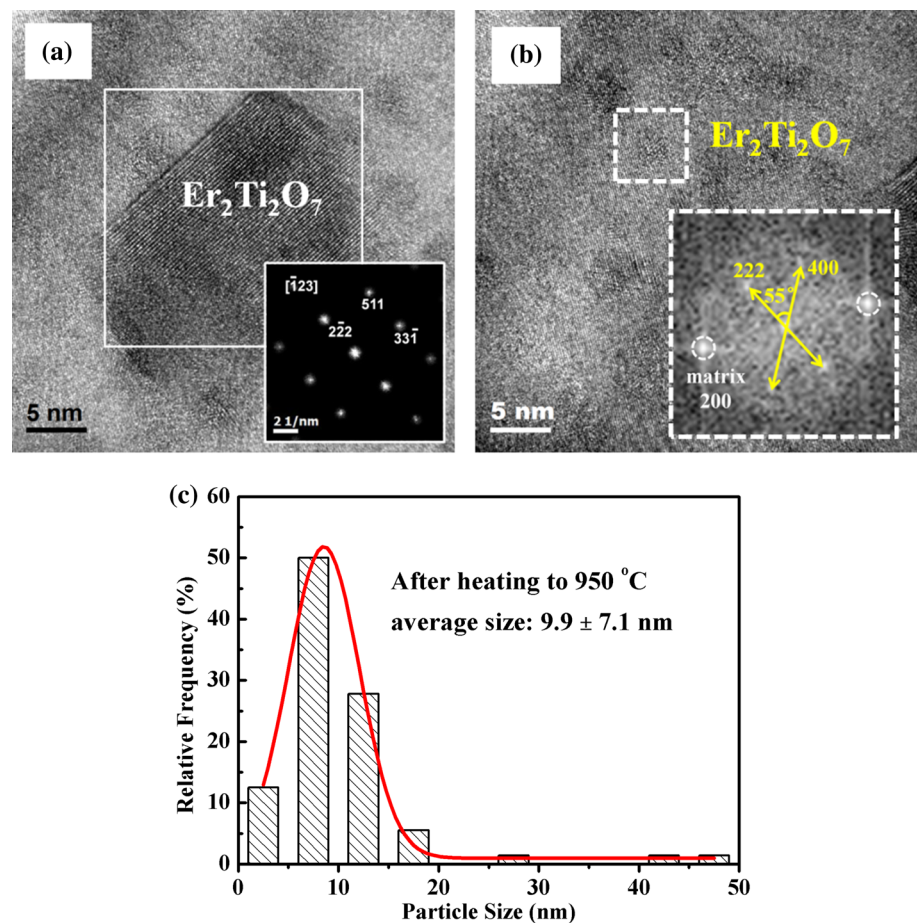 (a)
Er₂Ti₂O₇
[1̅23]
511
22̅2
331̅
2 1/nm
5 nm
(b)
Er₂Ti₂O₇
222
400
55°
matrix
200
5 nm
(c)
60
50
40
30
20
10
0
Relative Frequency (%)
After heating to 950 °C
average size: 9.9 ± 7.1 nm
0 10 20 30 40 50
Particle Size (nm)